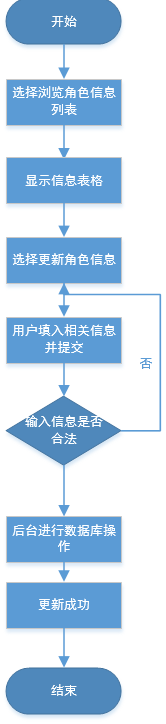 开始
选择浏览角色信息
列表
显示信息表格
选择更新角色信息
用户填入相关信息
并提交
否
输入信息是否
合法
后台进行数据库操
作
更新成功
结束